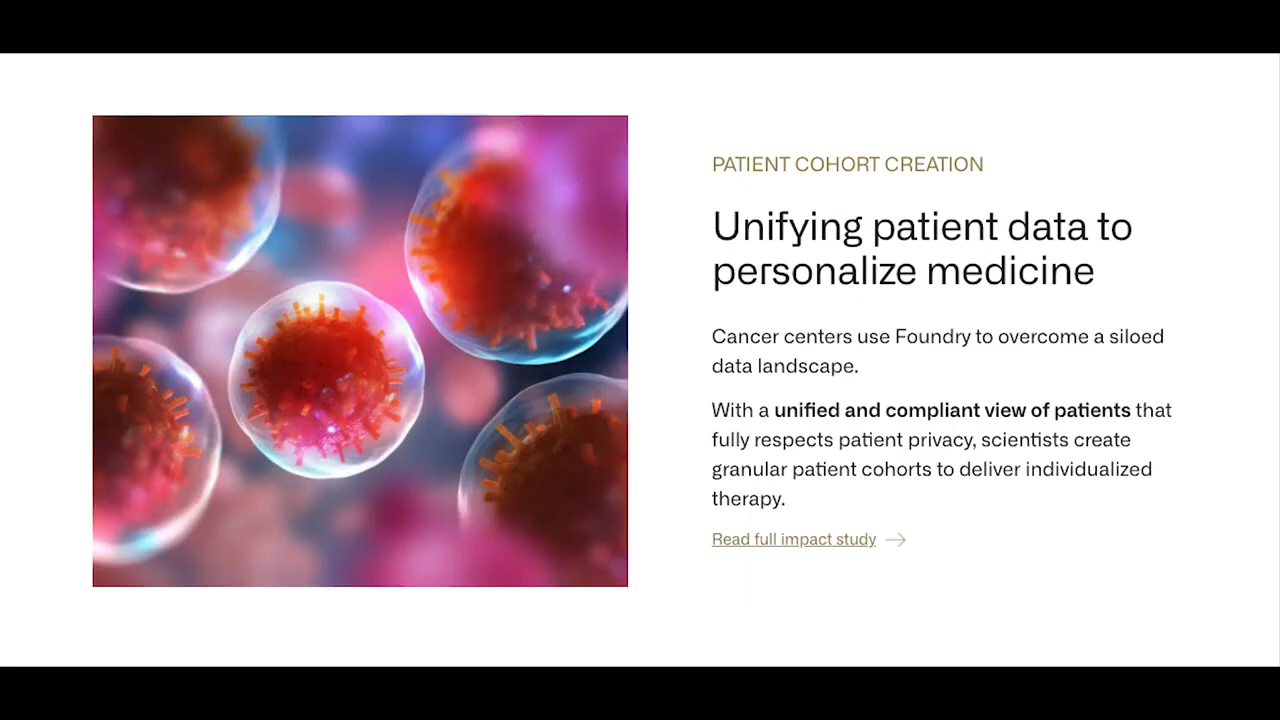 PATIENT COHORT CREATION
Unifying patient data to
personalize medicine
Cancer centers use Foundry to overcome a siloed
data landscape.
With a unified and compliant view of patients that
fully respects patient privacy, scientists create
granular patient cohorts to deliver individualized
therapy.
Read full impact study →